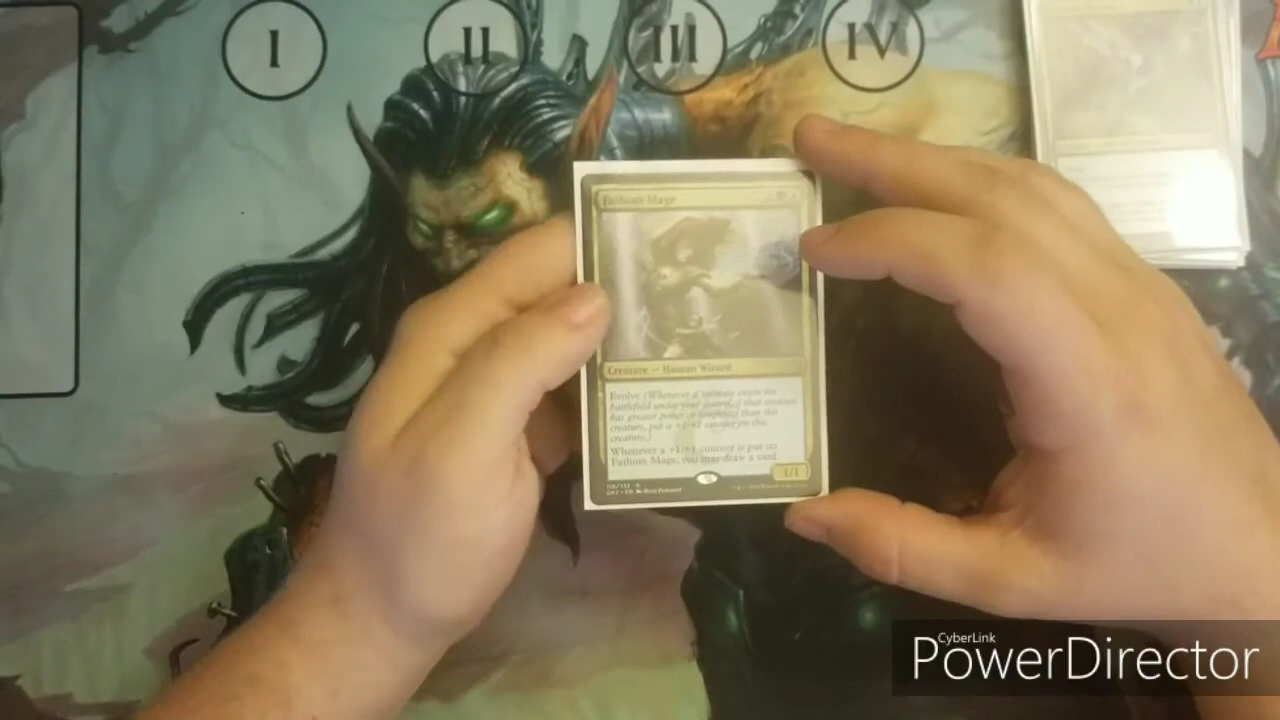 I II III IV
Fathom Mage
Creature — Human Wizard
Evolve (Whenever a creature enters the
battlefield under your control, if that creature
has greater power or toughness than this
creature, put a +1/+1 counter on this
creature.)
Whenever a +1/+1 counter is put on
Fathom Mage, you may draw a card.
1/1
CyberLink
PowerDirector